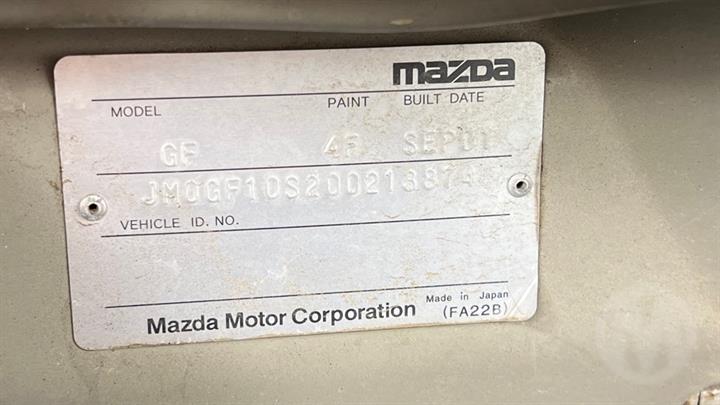 mazda
MODEL PAINT BUILT DATE
GF 4F SEP01
JM0GF10S200213874
VEHICLE ID. NO.
Made in Japan
Mazda Motor Corporation (FA22B)